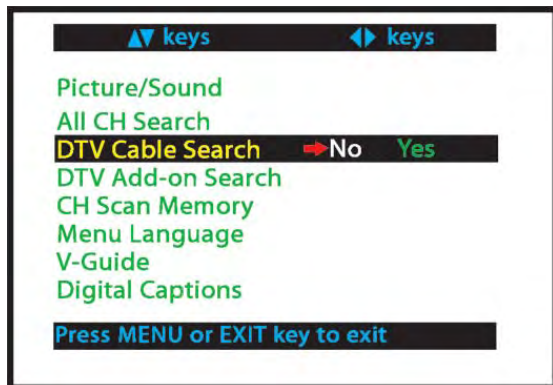 ▲▼ keys ◀▶ keys
Picture/Sound
All CH Search
DTV Cable Search ➡No Yes
DTV Add-on Search
CH Scan Memory
Menu Language
V-Guide
Digital Captions
Press MENU or EXIT key to exit